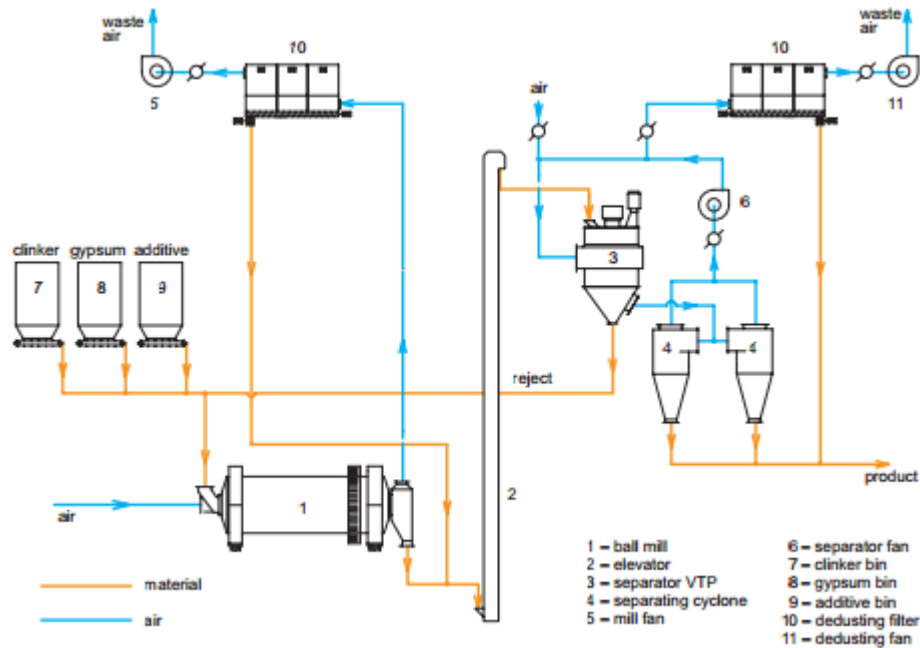 waste
air
10
5
waste
air
10
11
air
6
3
clinker gypsum additive
7
8
9
4
4
reject
1
2
product
air
material
air
1 – ball mill
2 – elevator
3 – separator VTP
4 – separating cyclone
5 – mill fan
6 – separator fan
7 – clinker bin
8 – gypsum bin
9 – additive bin
10 – dedusting filter
11 – dedusting fan